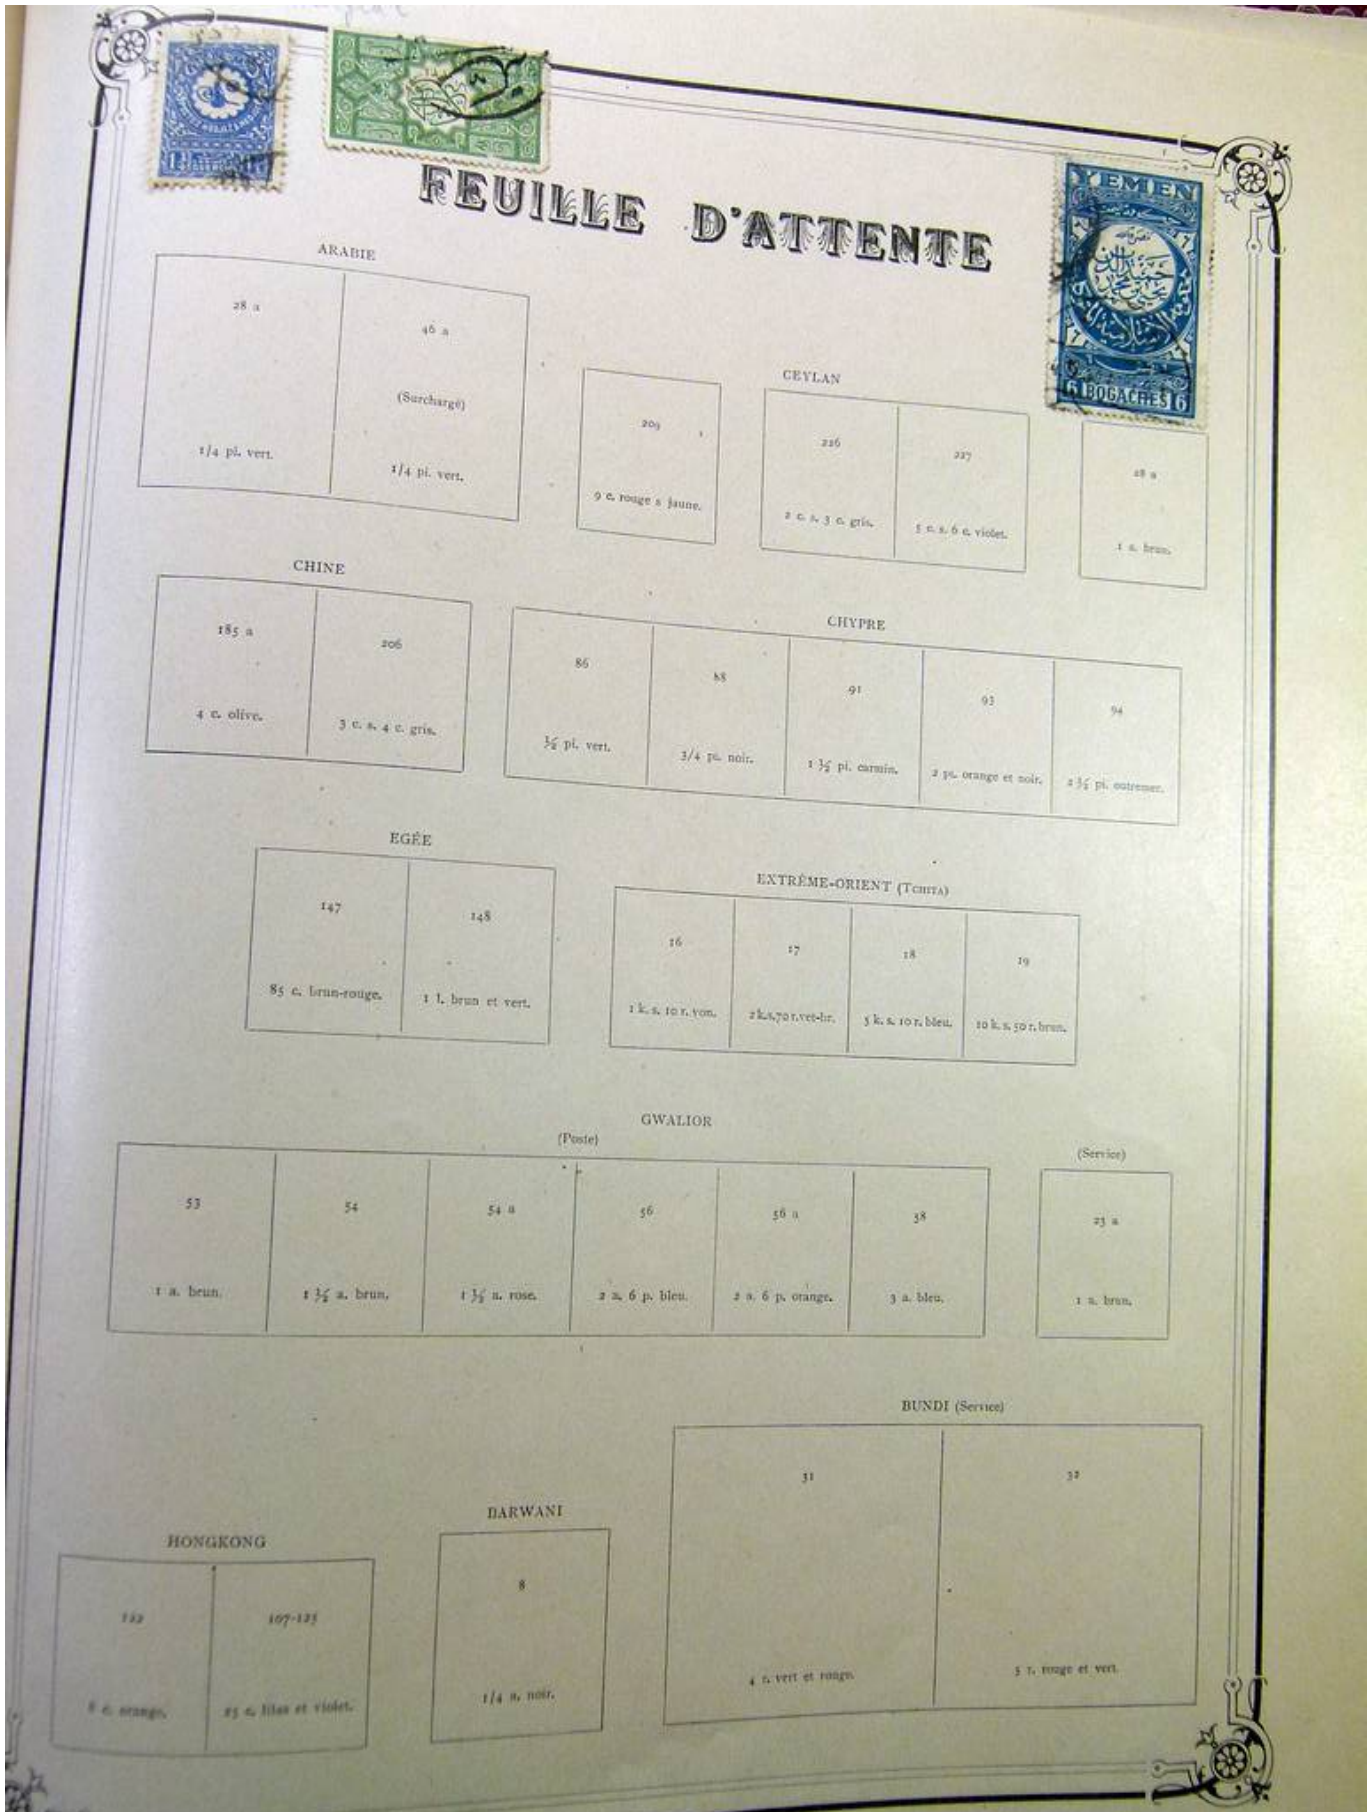 FEUILLE D'ATTENTE
YEMEN
6 BOGACHES 6
ARABIE
28 a
46 a
(Surchargé)
1/4 pi. vert.
1/4 pi. vert.
209
9 c. rouge s jaune.
CEYLAN
226
227
2 c. s. 3 c. gris.
5 c. s. 6 c. violet.
28 a
1 a. brun.
CHINE
185 a
206
4 c. olive.
3 c. s. 4 c. gris.
CHYPRE
86
88
91
93
94
½ pi. vert.
3/4 pi. noir.
1 ½ pi. carmin.
2 pi. orange et noir.
2 ½ pi. outremer.
EGÉE
147
148
85 c. brun-rouge.
1 l. brun et vert.
EXTRÊME-ORIENT (TCHITA)
16
17
18
19
1 k. s. 10 r. von.
2 k.s.70 r.ver-br.
5 k. s. 10 r. bleu.
10 k. s. 50 r. brun.
GWALIOR
(Poste)
(Service)
53
54
54 a
56
56 a
58
23 a
1 a. brun.
1 ½ a. brun.
1 ½ a. rose.
2 a. 6 p. bleu.
2 a. 6 p. orange.
3 a. bleu.
1 a. brun.
BUNDI (Service)
31
32
4 r. vert et rouge.
5 r. rouge et vert.
BARWANI
8
1/4 a. noir.
HONGKONG
122
107-125
8 c. orange.
25 c. lilas et violet.